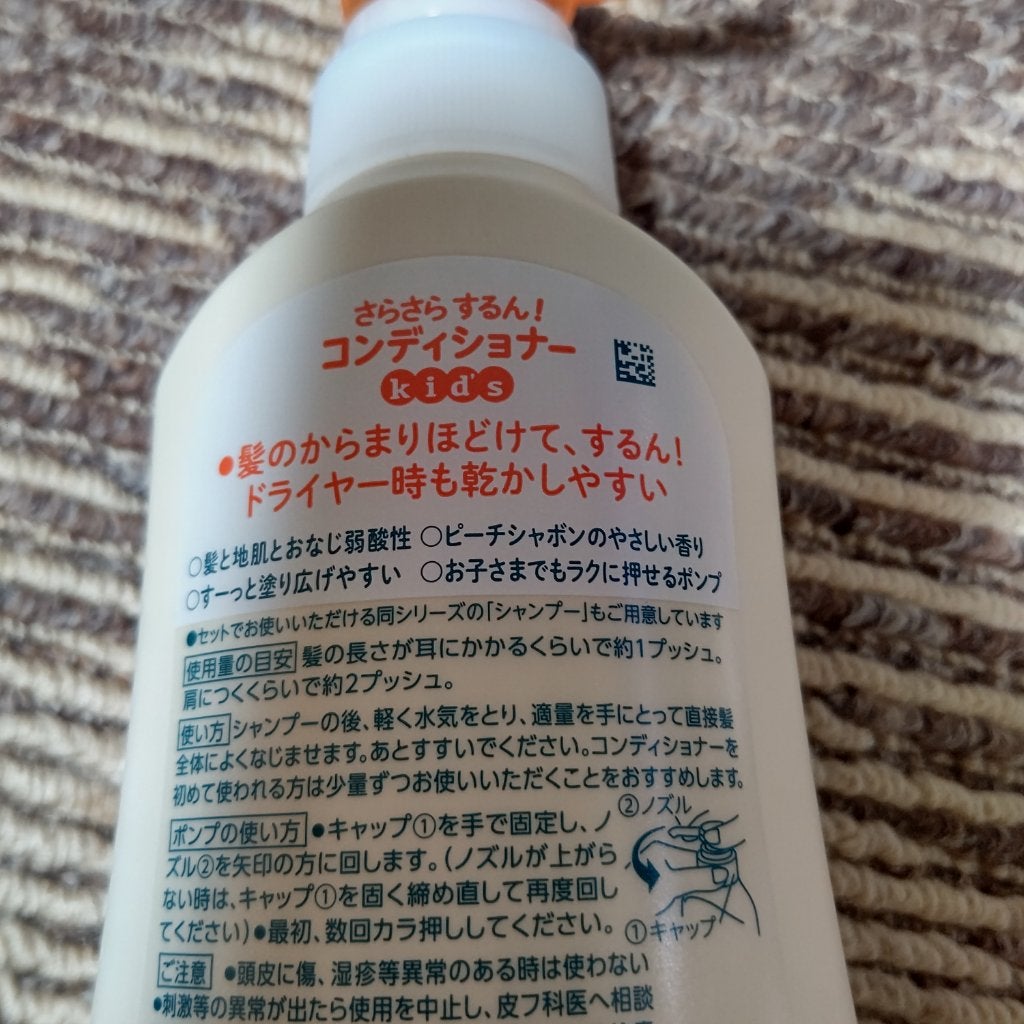 さらさら するん!
コンディショナー
kid's
●髪のからまりほどけて、するん!
ドライヤー時も乾かしやすい
○髪と地肌とおなじ弱酸性 ○ピーチシャボンのやさしい香り
○すーっと塗り広げやすい ○お子さまでもラクに押せるポンプ
●セットでお使いいただける同シリーズの「シャンプー」もご用意しています
使用量の目安 髪の長さが耳にかかるくらいで約1プッシュ。
肩につくくらいで約2プッシュ。
使い方 シャンプーの後、軽く水気をとり、適量を手にとって直接髪
全体によくなじませます。あとすすいでください。コンディショナーを
初めて使われる方は少量ずつお使いいただくことをおすすめします。
ポンプの使い方 ●キャップ①を手で固定し、ノ
ズル②を矢印の方に回します。(ノズルが上がら
ない時は、キャップ①を固く締め直して再度回し
てください)●最初、数回カラ押ししてください。
②ノズル
①キャップ
ご注意 ●頭皮に傷、湿疹等異常のある時は使わない
●刺激等の異常が出たら使用を中止し、皮フ科医へ相談